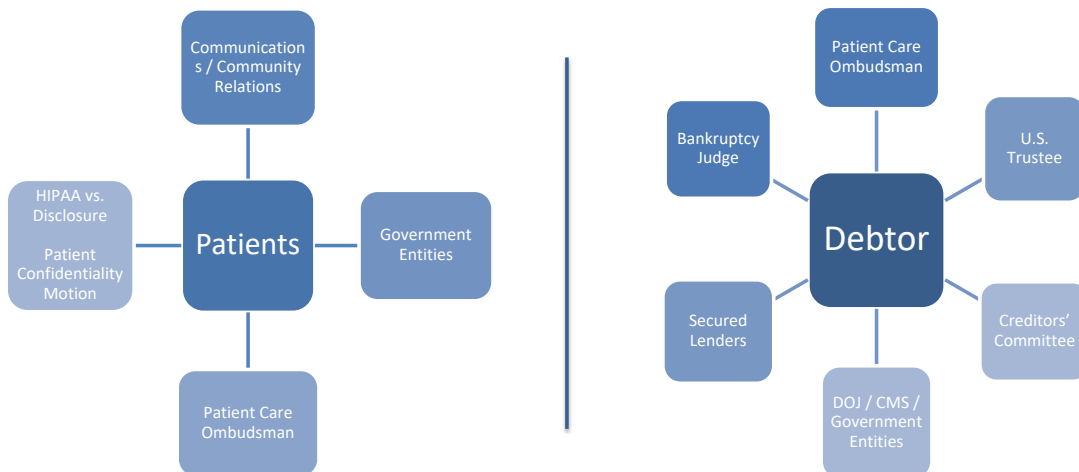 Communication
s / Community
Relations
HIPAA vs.
Disclosure
Patient
Confidentiality
Motion
Patients
Government
Entities
Patient Care
Ombudsman
Patient Care
Ombudsman
Bankruptcy
Judge
U.S.
Trustee
Debtor
Secured
Lenders
Creditors’
Committee
DOJ / CMS /
Government
Entities